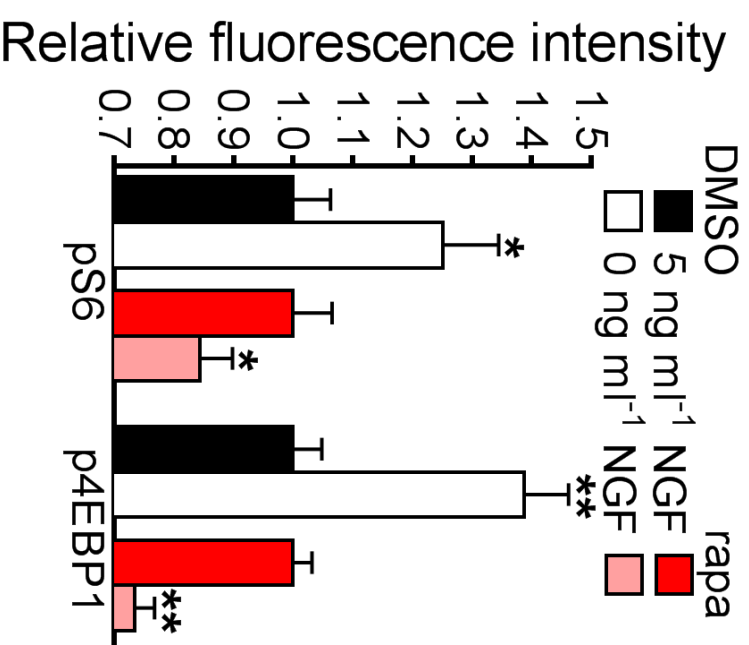 Relative fluorescence intensity
1.5
1.4
1.3
1.2
1.1
1.0
0.9
0.8
0.7
DMSO rapa
5 ng ml⁻¹ NGF
0 ng ml⁻¹ NGF
*
*
**
**
pS6 p4EBP1